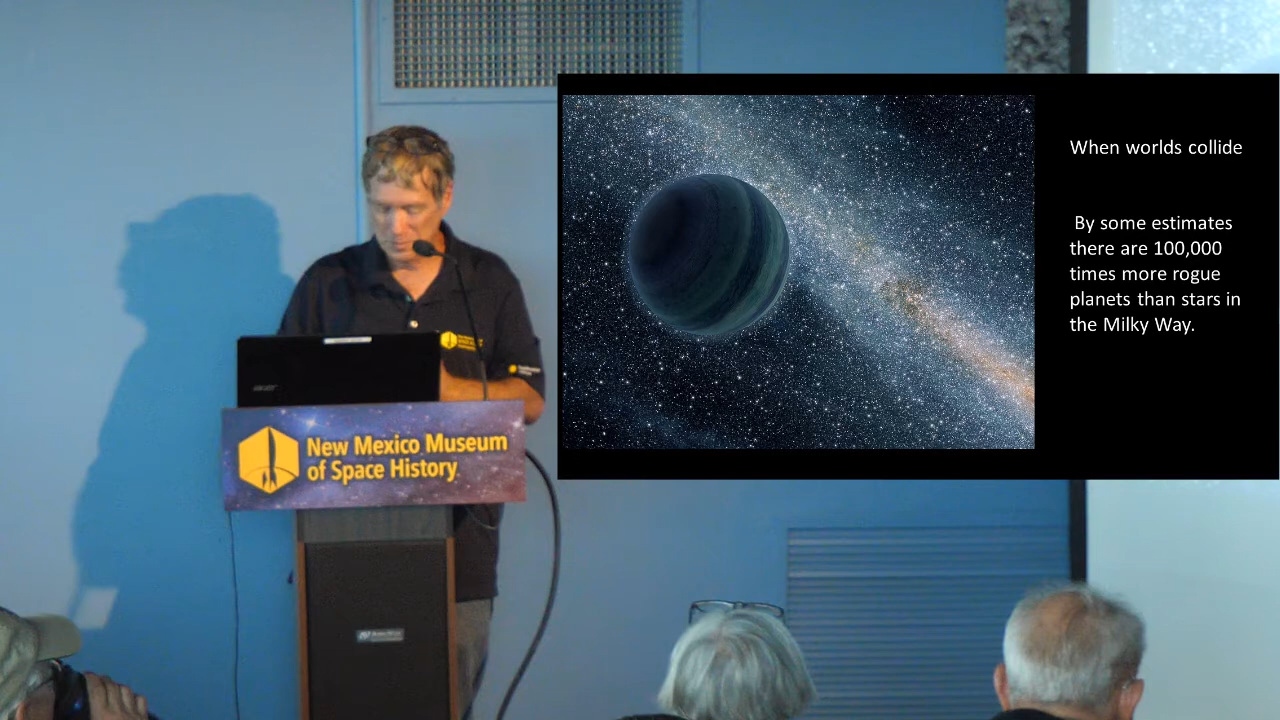 When worlds collide
By some estimates
there are 100,000
times more rogue
planets than stars in
the Milky Way.
acer
New Mexico Museum
of Space History